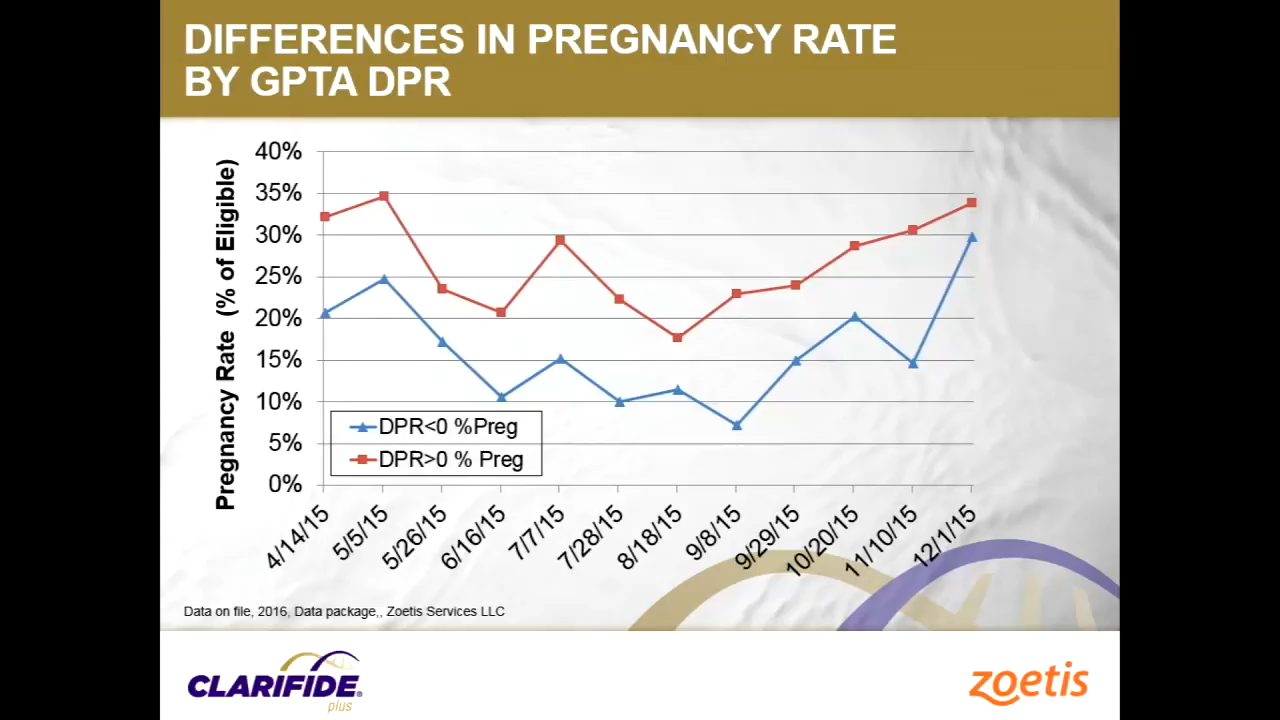 DIFFERENCES IN PREGNANCY RATE
BY GPTA DPR
Pregnancy Rate (% of Eligible)
40%
35%
30%
25%
20%
15%
10%
5%
0%
DPR<0 %Preg
DPR>0 % Preg
4/14/15
5/5/15
5/26/15
6/16/15
7/7/15
7/28/15
8/18/15
9/8/15
9/29/15
10/20/15
11/10/15
12/1/15
Data on file, 2016, Data package,, Zoetis Services LLC
CLARIFIDE®
plus
zoetis